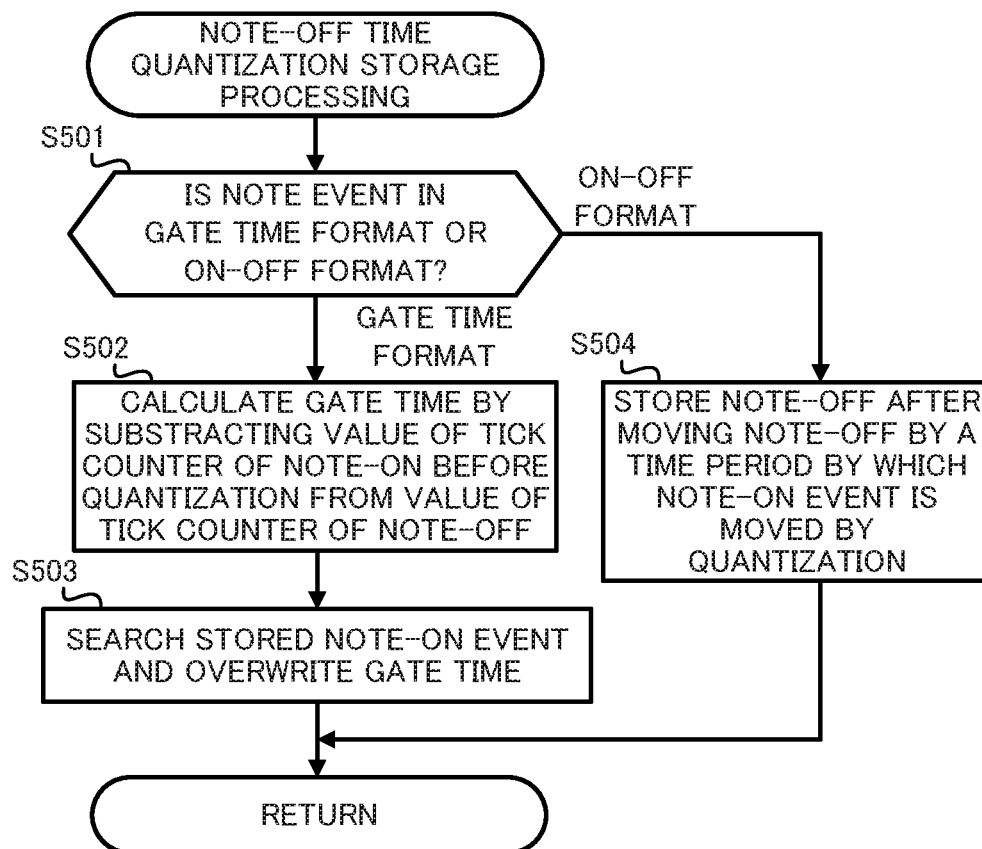 NOTE-OFF TIME
QUANTIZATION STORAGE
PROCESSING
S501
IS NOTE EVENT IN
GATE TIME FORMAT OR
ON-OFF FORMAT?
ON-OFF
FORMAT
GATE TIME
FORMAT
S502
CALCULATE GATE TIME BY
SUBSTRACTING VALUE OF TICK
COUNTER OF NOTE-ON BEFORE
QUANTIZATION FROM VALUE OF
TICK COUNTER OF NOTE-OFF
S504
STORE NOTE-OFF AFTER
MOVING NOTE-OFF BY A
TIME PERIOD BY WHICH
NOTE-ON EVENT IS
MOVED BY
QUANTIZATION
S503
SEARCH STORED NOTE-ON EVENT
AND OVERWRITE GATE TIME
RETURN